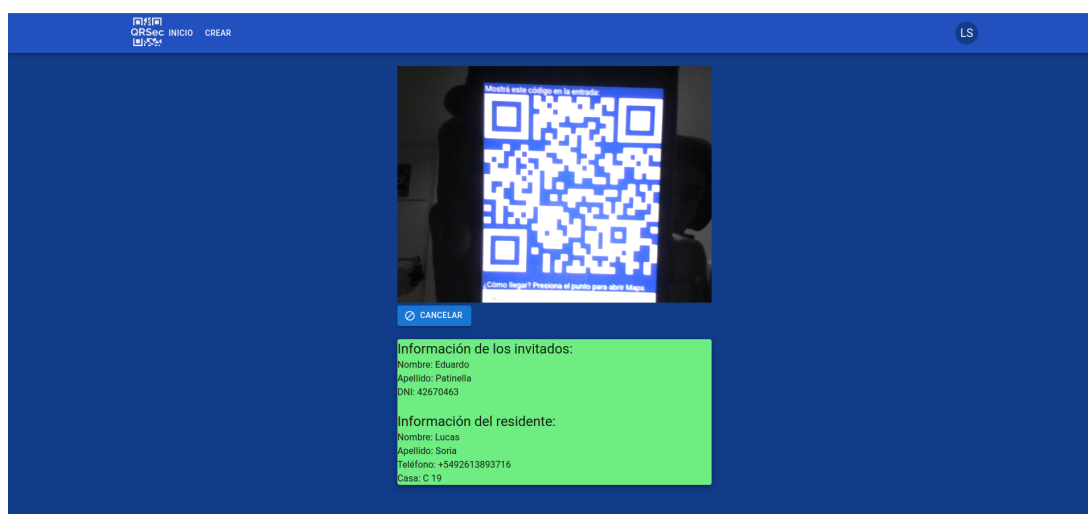 QRSec INICIO CREAR LS
Mostrá este código en la entrada:
¿Cómo llegar? Presiona el punto para abrir Maps
CANCELAR
Información de los invitados:
Nombre: Eduardo
Apellido: Patinella
DNI: 42670463
Información del residente:
Nombre: Lucas
Apellido: Soria
Teléfono: +5492613893716
Casa: C 19